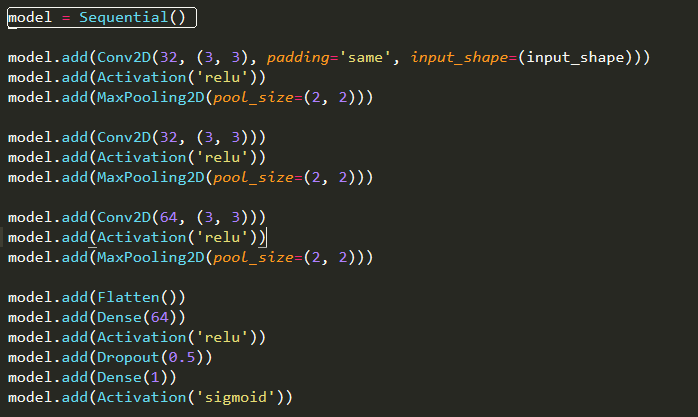 model = Sequential()
model.add(Conv2D(32, (3, 3), padding='same', input_shape=(input_shape)))
model.add(Activation('relu'))
model.add(MaxPooling2D(pool_size=(2, 2)))
model.add(Conv2D(32, (3, 3)))
model.add(Activation('relu'))
model.add(MaxPooling2D(pool_size=(2, 2)))
model.add(Conv2D(64, (3, 3)))
model.add(Activation('relu'))
model.add(MaxPooling2D(pool_size=(2, 2)))
model.add(Flatten())
model.add(Dense(64))
model.add(Activation('relu'))
model.add(Dropout(0.5))
model.add(Dense(1))
model.add(Activation('sigmoid'))